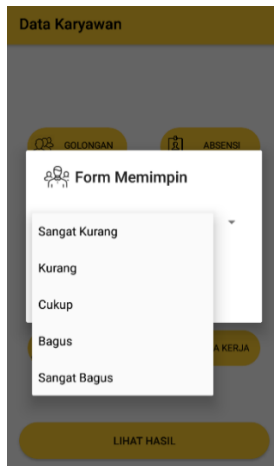 Data Karyawan
GOLONGAN
ABSENSI
Form Memimpin
Sangat Kurang
Kurang
Cukup
Bagus
A KERJA
Sangat Bagus
LIHAT HASIL